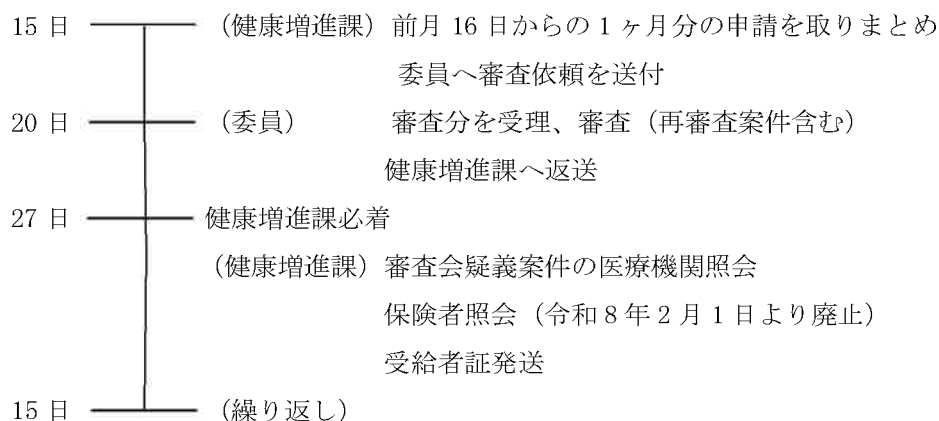 15日 (健康増進課) 前月16日からの1ヶ月分の申請を取りまとめ
委員へ審査依頼を送付
20日 (委員) 審査分を受理、審査(再審査案件含む)
健康増進課へ返送
27日 健康増進課必着
(健康増進課) 審査会疑義案件の医療機関照会
保険者照会(令和8年2月1日より廃止)
受給者証発送
15日 (繰り返し)